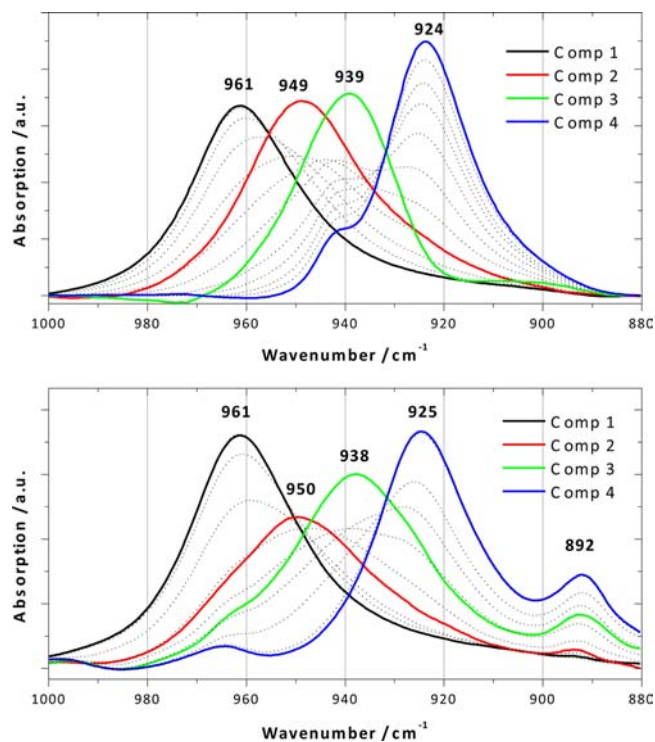 924
961
949
939
Comp 1
Comp 2
Comp 3
Comp 4
Absorption / a.u.
1000 980 960 940 920 900 880
Wavenumber / cm⁻¹
961
925
938
950
892
Comp 1
Comp 2
Comp 3
Comp 4
Absorption / a.u.
1000 980 960 940 920 900 880
Wavenumber / cm⁻¹